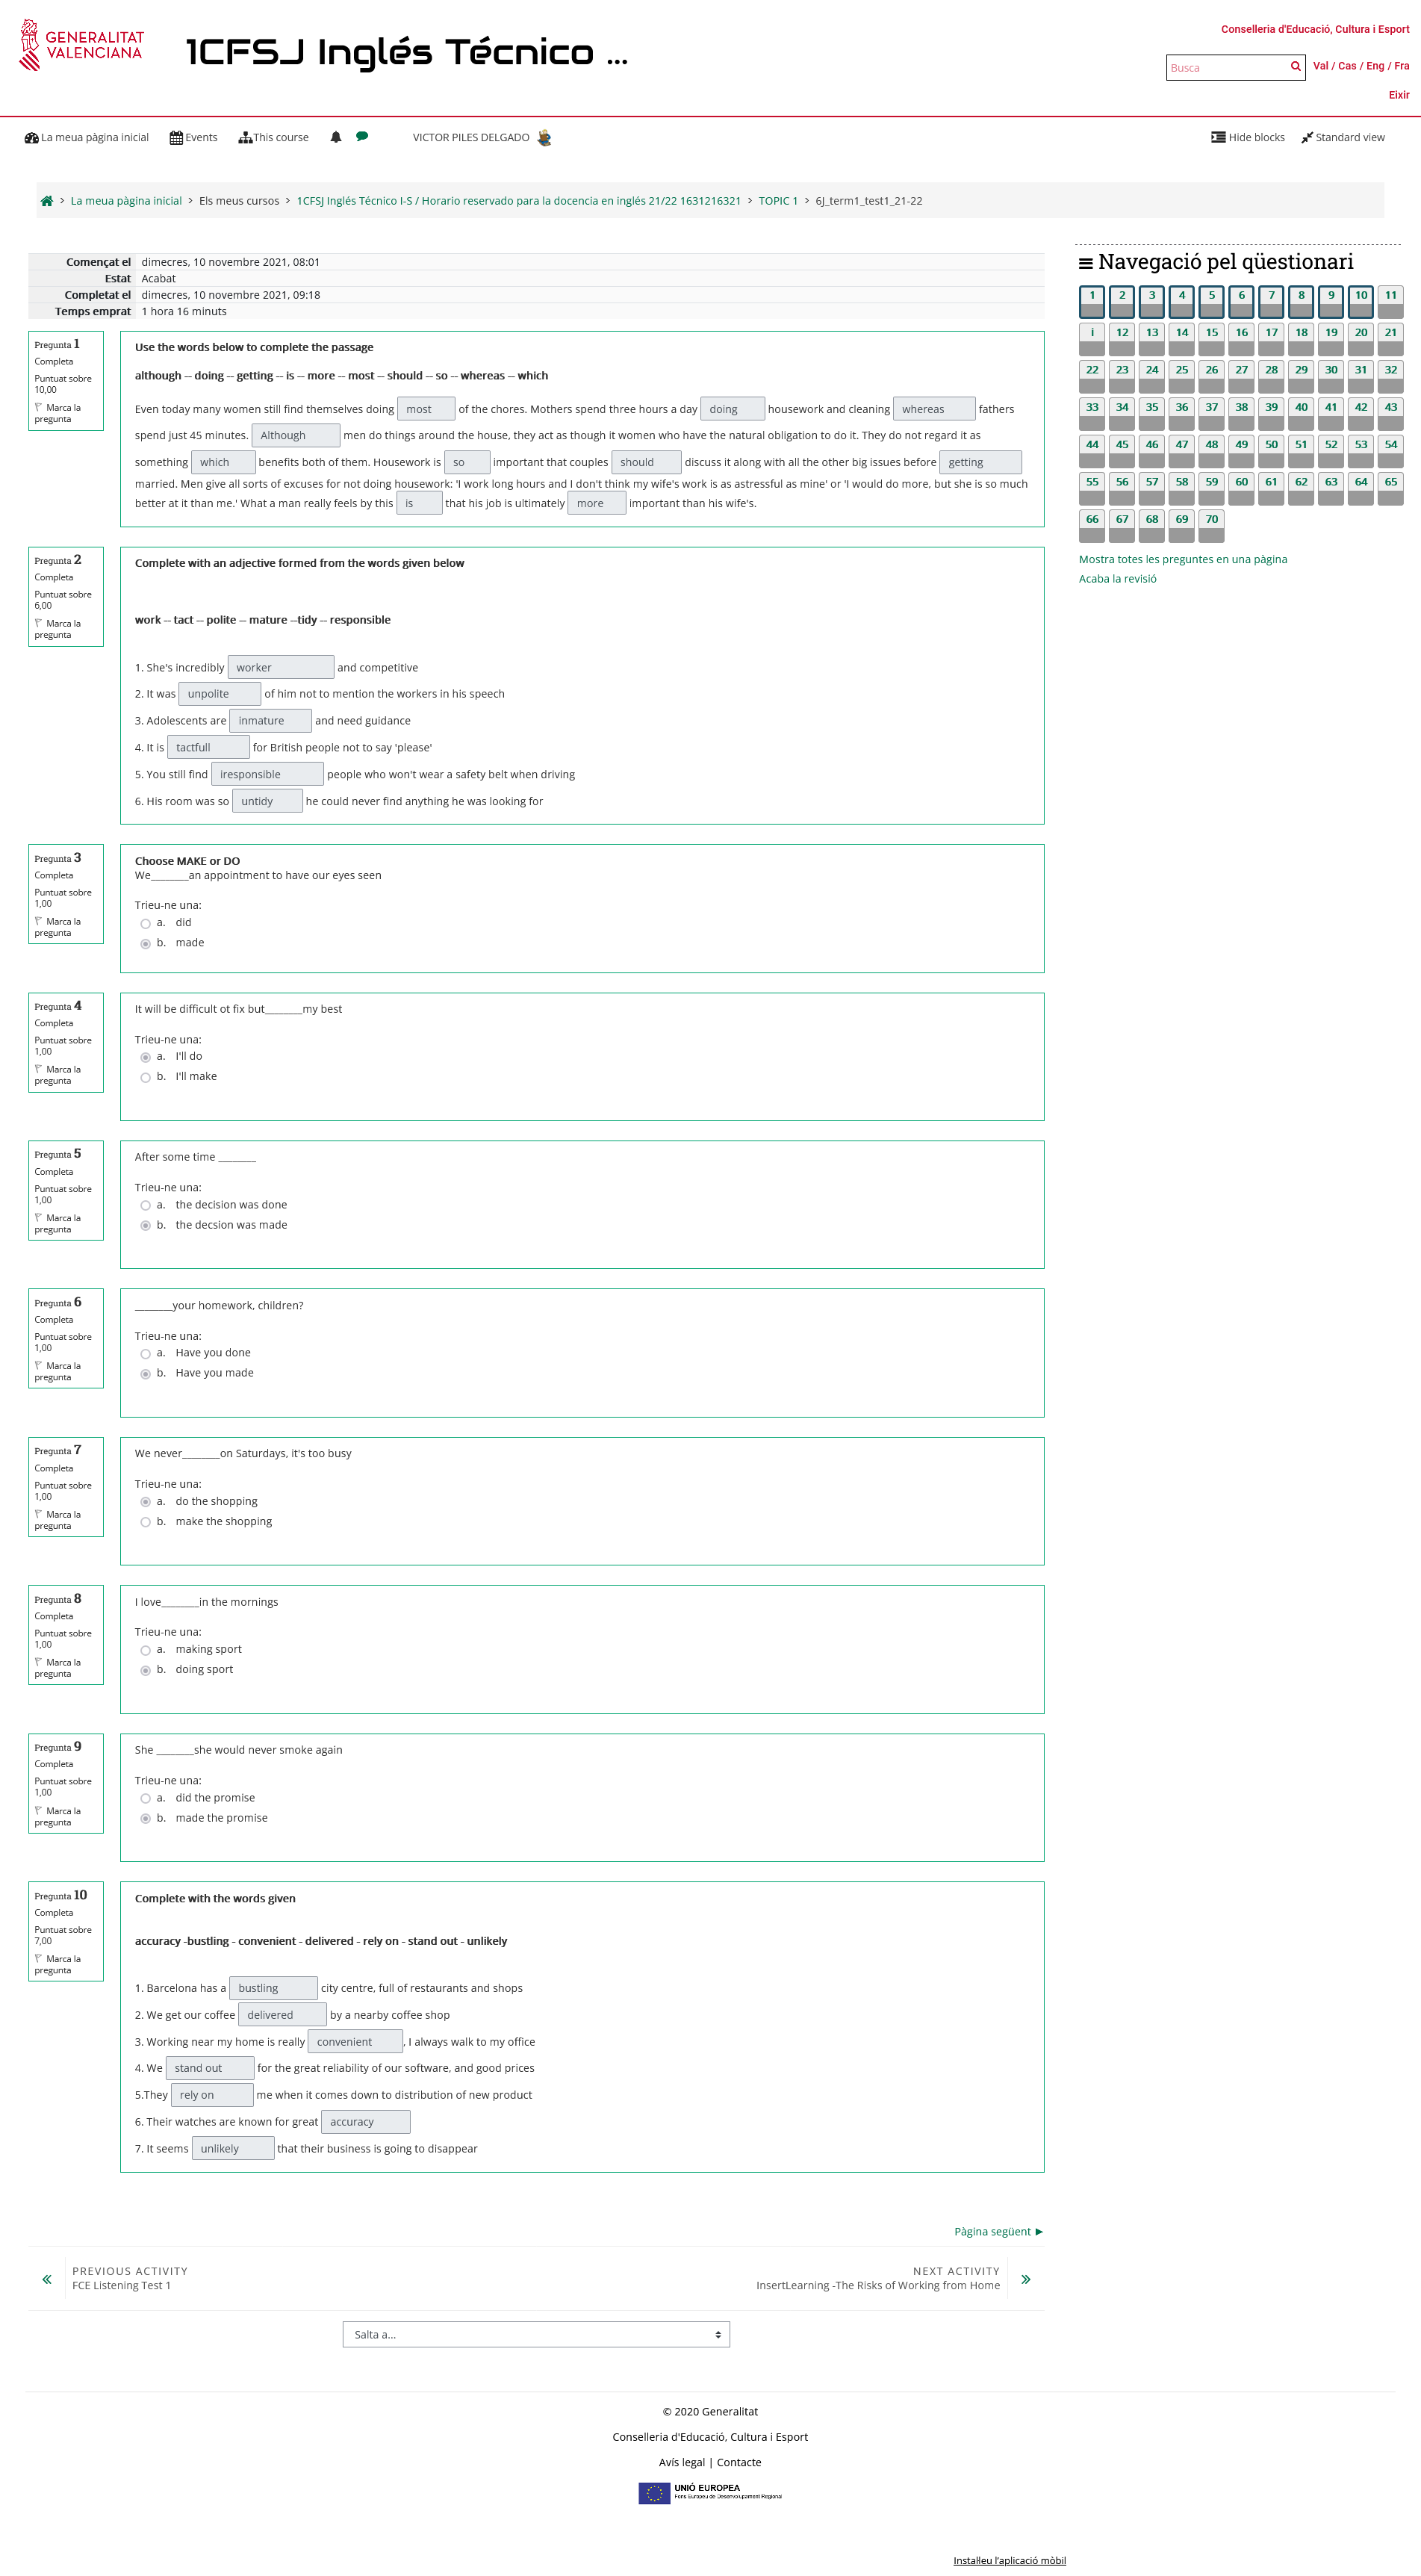 GENERALITAT
VALENCIANA
1CFSJ Inglés Técnico ...
Conselleria d'Educació, Cultura i Esport
Busca
Val / Cas / Eng / Fra
Eixir
La meua pàgina inicial
Events
This course
VICTOR PILES DELGADO
Hide blocks
Standard view
La meua pàgina inicial > Els meus cursos > 1CFSJ Inglés Técnico I-S / Horario reservado para la docencia en inglés 21/22 1631216321 > TOPIC 1 > 6J_term1_test1_21-22
Començat el dimecres, 10 novembre 2021, 08:01
Estat Acabat
Completat el dimecres, 10 novembre 2021, 09:18
Temps emprat 1 hora 16 minuts
Pregunta 1
Completa
Puntuat sobre
10,00
Marca la
pregunta
Use the words below to complete the passage
although -- doing -- getting -- is -- more -- most -- should -- so -- whereas -- which
Even today many women still find themselves doing most of the chores. Mothers spend three hours a day doing housework and cleaning whereas fathers
spend just 45 minutes. Although men do things around the house, they act as though it women who have the natural obligation to do it. They do not regard it as
something which benefits both of them. Housework is so important that couples should discuss it along with all the other big issues before getting
married. Men give all sorts of excuses for not doing housework: 'I work long hours and I don't think my wife's work is as astressful as mine' or 'I would do more, but she is so much
better at it than me.' What a man really feels by this is that his job is ultimately more important than his wife's.
Pregunta 2
Completa
Puntuat sobre
6,00
Marca la
pregunta
Complete with an adjective formed from the words given below
work -- tact -- polite -- mature --tidy -- responsible
1. She's incredibly worker and competitive
2. It was unpolite of him not to mention the workers in his speech
3. Adolescents are inmature and need guidance
4. It is tactfull for British people not to say 'please'
5. You still find iresponsible people who won't wear a safety belt when driving
6. His room was so untidy he could never find anything he was looking for
Pregunta 3
Completa
Puntuat sobre
1,00
Marca la
pregunta
Choose MAKE or DO
We________an appointment to have our eyes seen
Trieu-ne una:
a. did
b. made
Pregunta 4
Completa
Puntuat sobre
1,00
Marca la
pregunta
It will be difficult ot fix but________my best
Trieu-ne una:
a. I'll do
b. I'll make
Pregunta 5
Completa
Puntuat sobre
1,00
Marca la
pregunta
After some time ________
Trieu-ne una:
a. the decision was done
b. the decsion was made
Pregunta 6
Completa
Puntuat sobre
1,00
Marca la
pregunta
________your homework, children?
Trieu-ne una:
a. Have you done
b. Have you made
Pregunta 7
Completa
Puntuat sobre
1,00
Marca la
pregunta
We never________on Saturdays, it's too busy
Trieu-ne una:
a. do the shopping
b. make the shopping
Pregunta 8
Completa
Puntuat sobre
1,00
Marca la
pregunta
I love________in the mornings
Trieu-ne una:
a. making sport
b. doing sport
Pregunta 9
Completa
Puntuat sobre
1,00
Marca la
pregunta
She ________she would never smoke again
Trieu-ne una:
a. did the promise
b. made the promise
Pregunta 10
Completa
Puntuat sobre
7,00
Marca la
pregunta
Complete with the words given
accuracy -bustling - convenient - delivered - rely on - stand out - unlikely
1. Barcelona has a bustling city centre, full of restaurants and shops
2. We get our coffee delivered by a nearby coffee shop
3. Working near my home is really convenient , I always walk to my office
4. We stand out for the great reliability of our software, and good prices
5.They rely on me when it comes down to distribution of new product
6. Their watches are known for great accuracy
7. It seems unlikely that their business is going to disappear
Navegació pel qüestionari
1 2 3 4 5 6 7 8 9 10 11
i 12 13 14 15 16 17 18 19 20 21
22 23 24 25 26 27 28 29 30 31 32
33 34 35 36 37 38 39 40 41 42 43
44 45 46 47 48 49 50 51 52 53 54
55 56 57 58 59 60 61 62 63 64 65
66 67 68 69 70
Mostra totes les preguntes en una pàgina
Acaba la revisió
Pàgina següent ►
PREVIOUS ACTIVITY
FCE Listening Test 1
NEXT ACTIVITY
InsertLearning -The Risks of Working from Home
Salta a...
© 2020 Generalitat
Conselleria d'Educació, Cultura i Esport
Avís legal | Contacte
UNIÓ EUROPEA
Fons Europeu de Desenvolupament Regional
Instal·leu l'aplicació mòbil